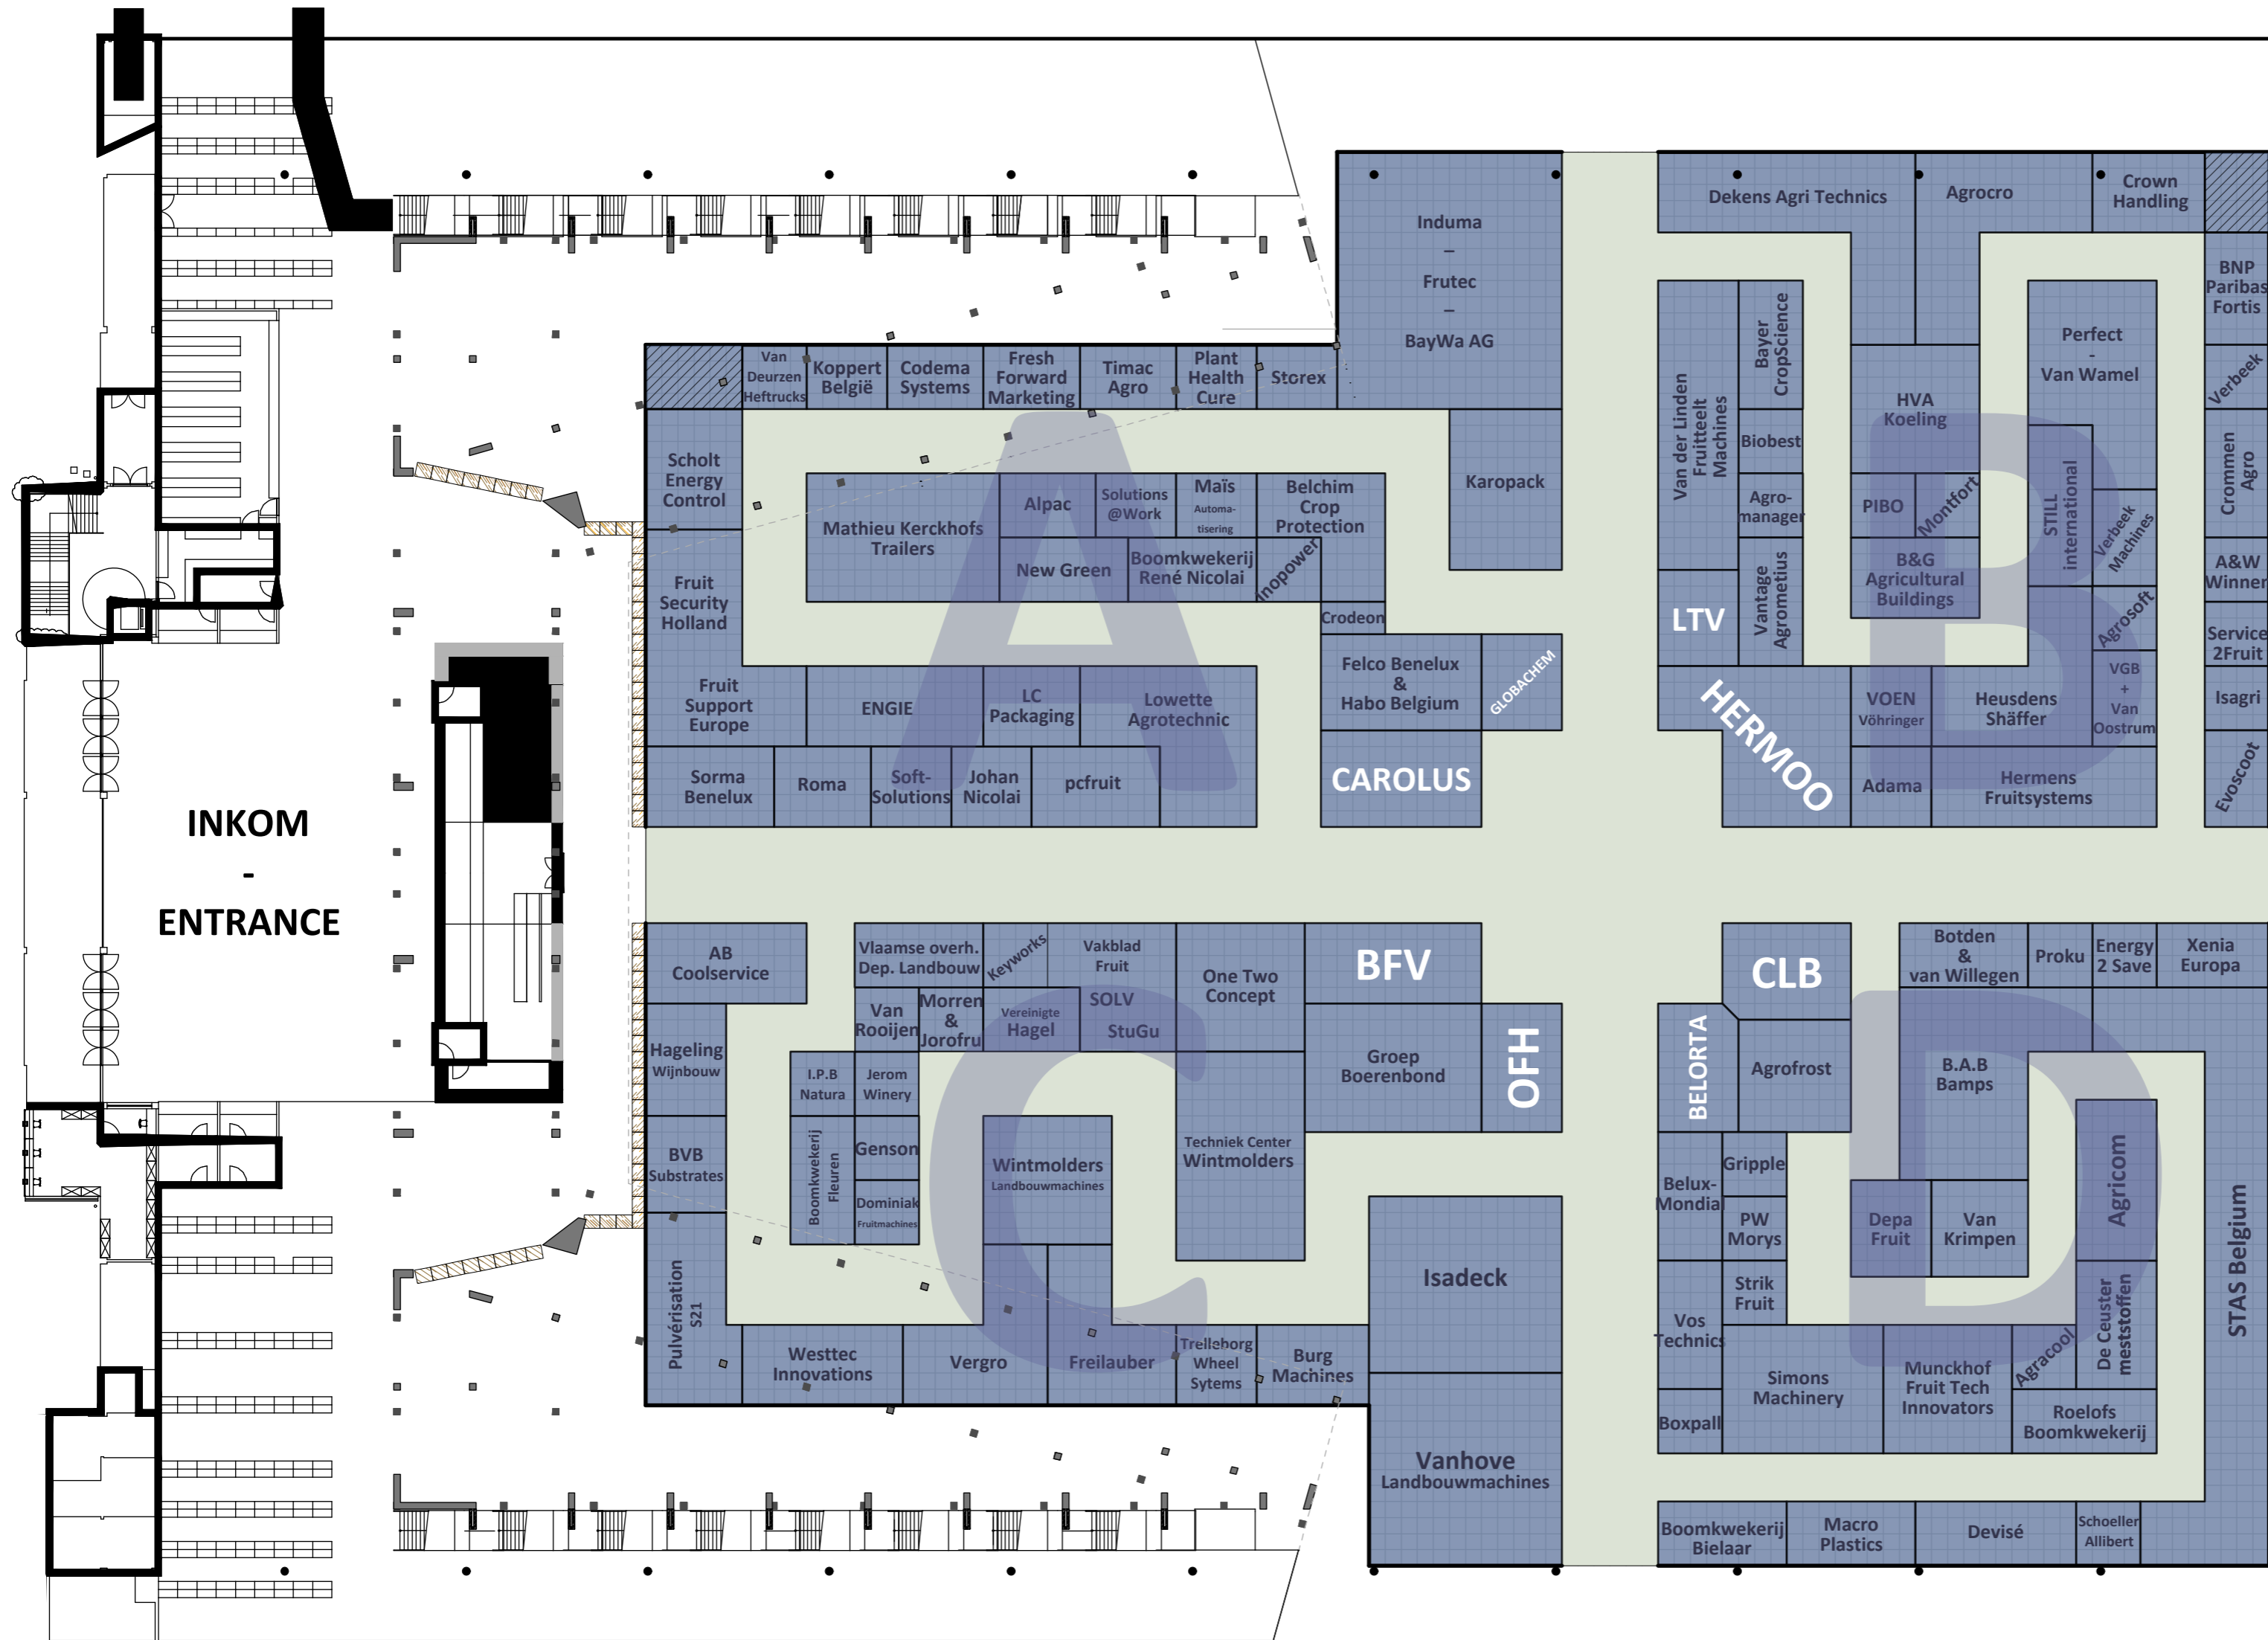 INKOM
-
ENTRANCE
A
Van
Deurzen
Heftrucks
Koppert
België
Codema
Systems
Fresh
Forward
Marketing
Timac
Agro
Plant
Health
Cure
Storex
Induma
–
Frutec
–
BayWa AG
Karopack
Scholt
Energy
Control
Fruit
Security
Holland
Fruit
Support
Europe
Mathieu Kerckhofs
Trailers
Alpac
Solutions
@Work
Maïs
Automa-
tisering
Belchim
Crop
Protection
New Green
Boomkwekerij
René Nicolai
Inopower
Crodeon
Felco Benelux
&
Habo Belgium
GLOBACHEM
CAROLUS
ENGIE
LC
Packaging
Lowette
Agrotechnic
Sorma
Benelux
Roma
Soft-
Solutions
Johan
Nicolai
pcfruit
B
Dekens Agri Technics
Agrocro
Crown
Handling
BNP
Paribas
Fortis
Verbeek
Crommen
Agro
A&W
Winner
Service
2Fruit
Isagri
Evoscoot
Van der Linden
Fruitteelt
Machines
Bayer
CropScience
Biobest
Agro-
manager
Vantage
Agrometius
LTV
HERMOO
HVA
Koeling
PIBO
Montfort
B&G
Agricultural
Buildings
Perfect
-
Van Wamel
STILL
international
Verbeek
Machines
Agrosoft
VGB
+
Van
Oostrum
VOEN
Vöhringer
Heusdens
Shäffer
Adama
Hermens
Fruitsystems
C
AB
Coolservice
Hageling
Wijnbouw
BVB
Substrates
Pulvérisation
S21
Vlaamse overh.
Dep. Landbouw
Keyworks
Vakblad
Fruit
SOLV
StuGu
Van
Rooijen
Morren
&
Jorofru
Vereinigte
Hagel
I.P.B
Natura
Jerom
Winery
Boomkwekerij
Fleuren
Genson
Dominiak
Fruitmachines
Wintmolders
Landbouwmachines
One Two
Concept
Techniek Center
Wintmolders
BFV
Groep
Boerenbond
OFH
Westtec
Innovations
Vergro
Freilauber
Trelleborg
Wheel
Sytems
Burg
Machines
Isadeck
Vanhove
Landbouwmachines
D
CLB
BELORTA
Agrofrost
Botden
&
van Willegen
Proku
Energy
2 Save
Xenia
Europa
B.A.B
Bamps
Belux-
Mondial
Gripple
PW
Morys
Strik
Fruit
Vos
Technics
Boxpall
Depa
Fruit
Van
Krimpen
Agricom
De Ceuster
meststoffen
STAS Belgium
Simons
Machinery
Munckhof
Fruit Tech
Innovators
Agracool
Roelofs
Boomkwekerij
Boomkwekerij
Bielaar
Macro
Plastics
Devisé
Schoeller
Allibert